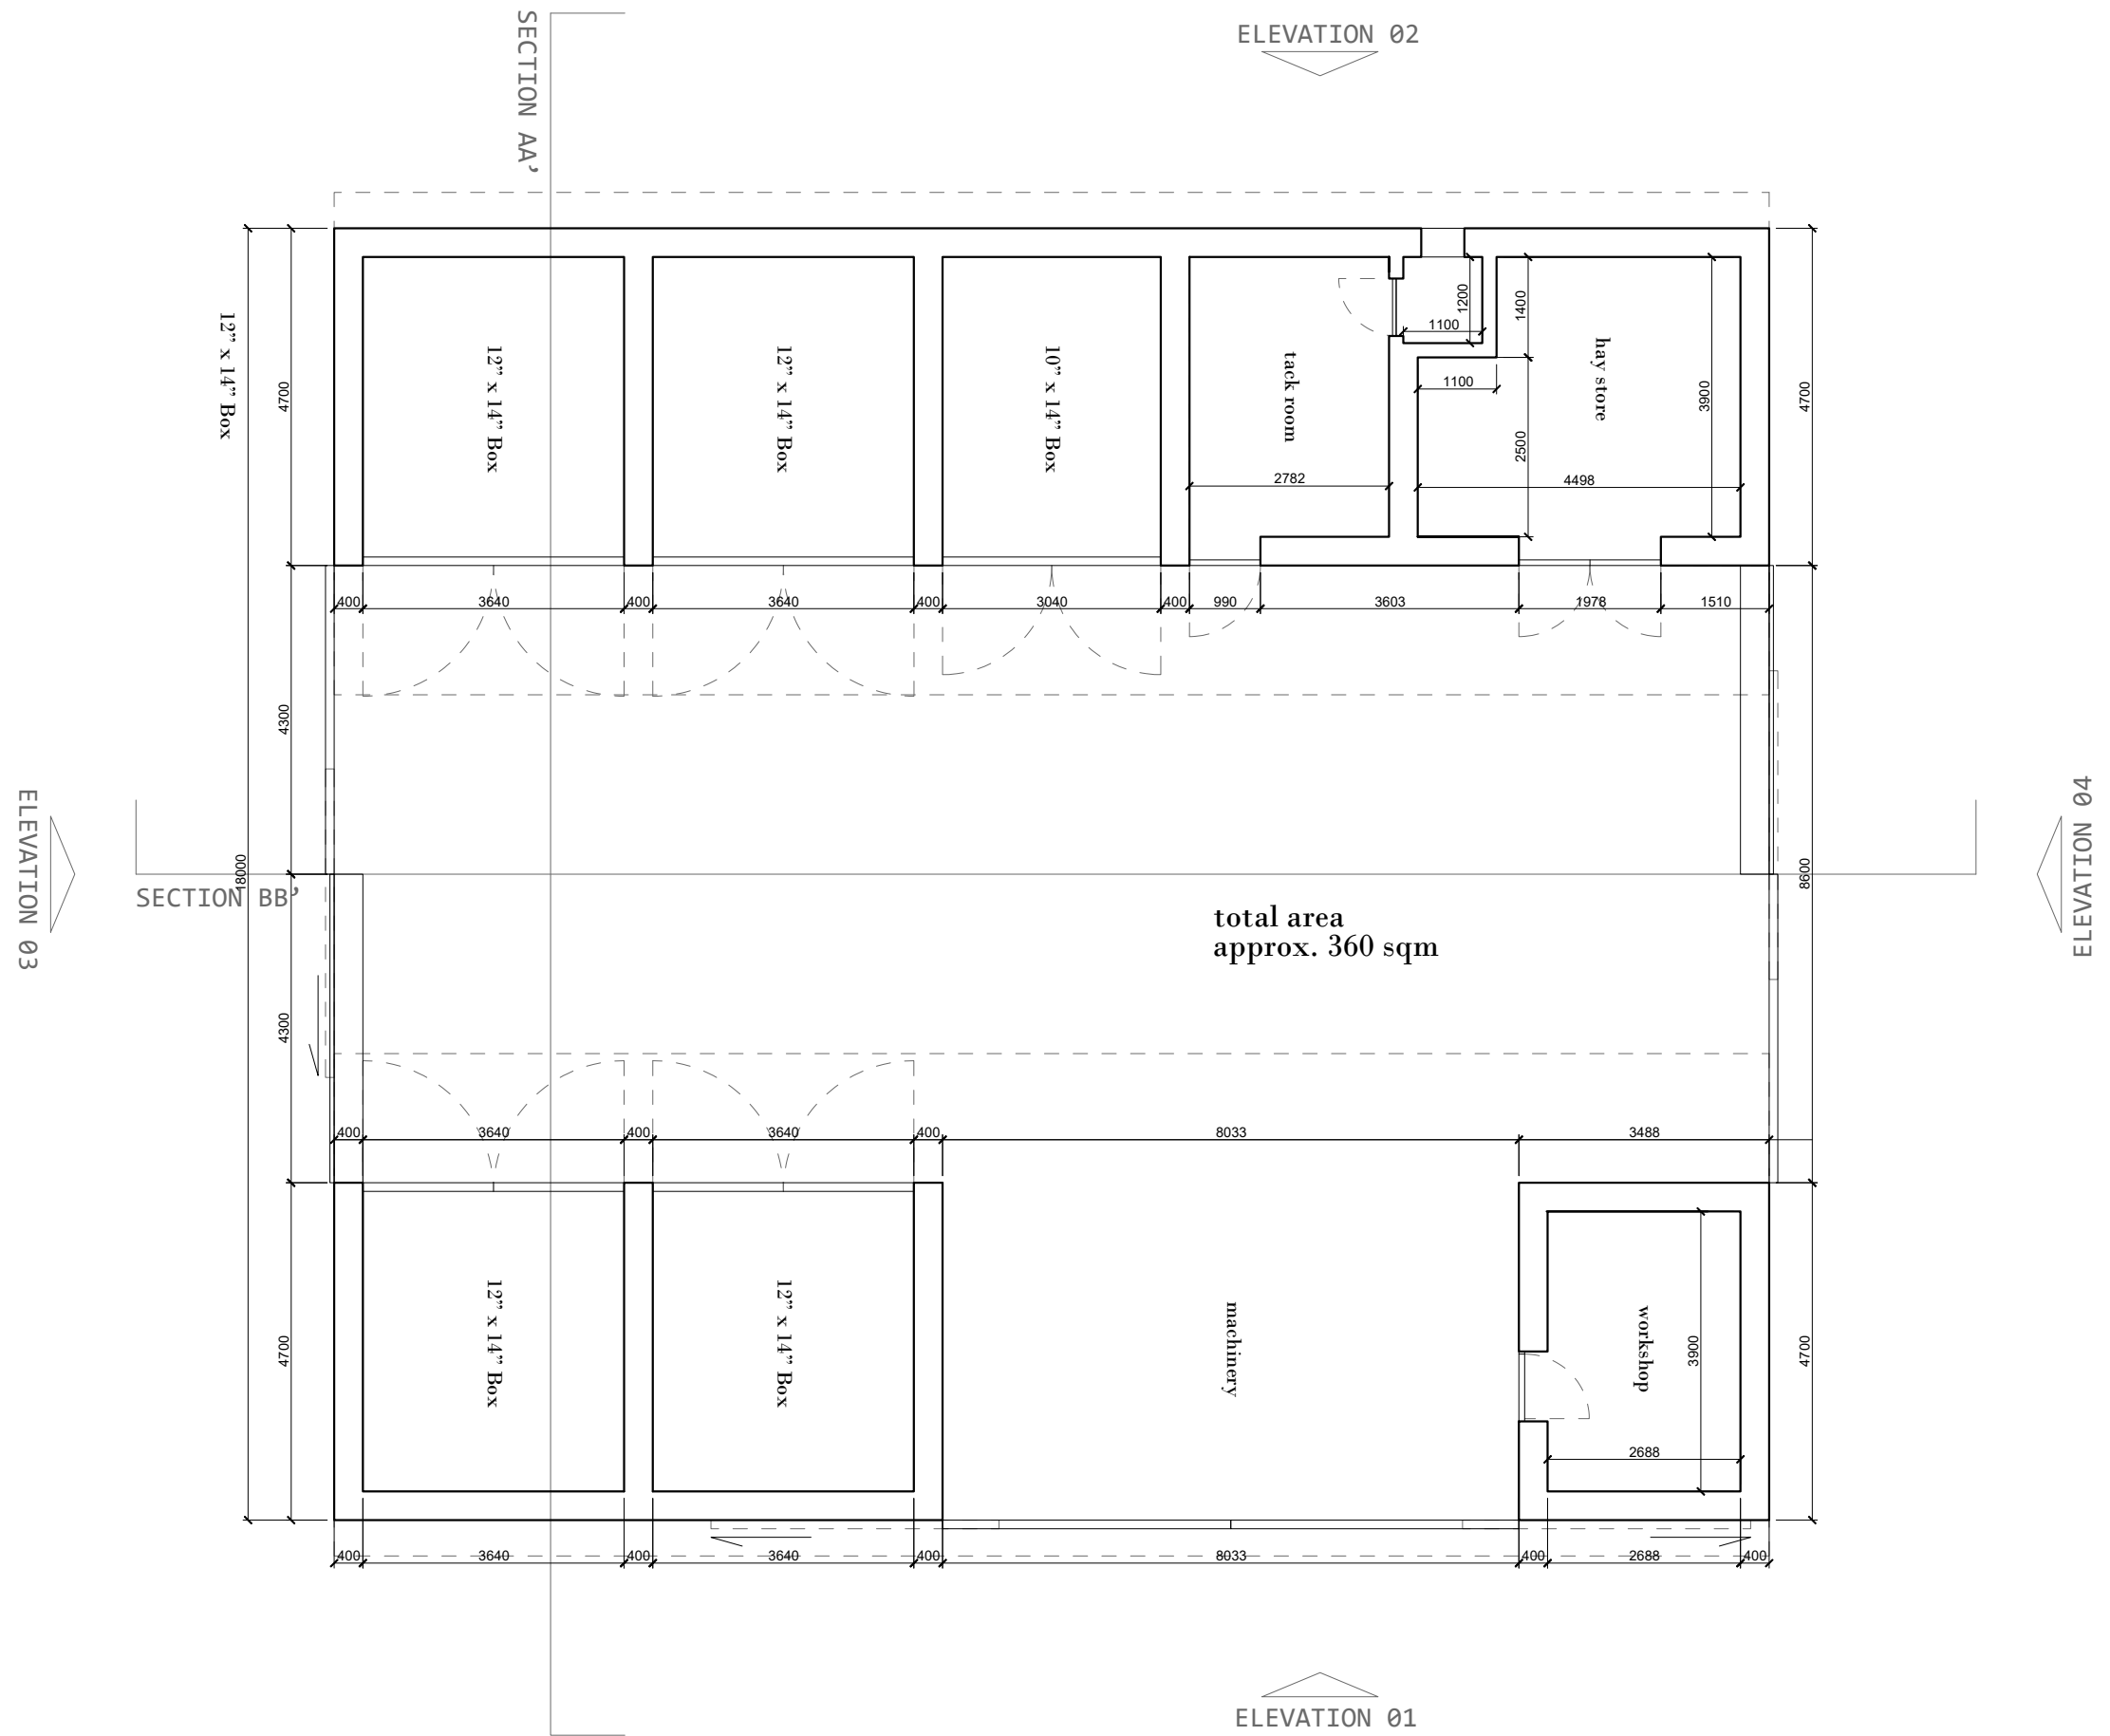 ELEVATION 02
SECTION AA’
12” x 14” Box
12” x 14” Box
12” x 14” Box
10” x 14” Box
tack room
hay store
4700
1200
1100
1400
1100
2500
3900
4700
2782
4498
400
3640
400
3640
400
3040
400
990
3603
1978
1510
4300
ELEVATION 03
18000
SECTION BB’
8600
ELEVATION 04
total area
approx. 360 sqm
4300
400
3640
400
3640
400
8033
3488
4700
12” x 14” Box
12” x 14” Box
machinery
workshop
3900
4700
2688
400
3640
400
3640
400
8033
400
2688
400
ELEVATION 01